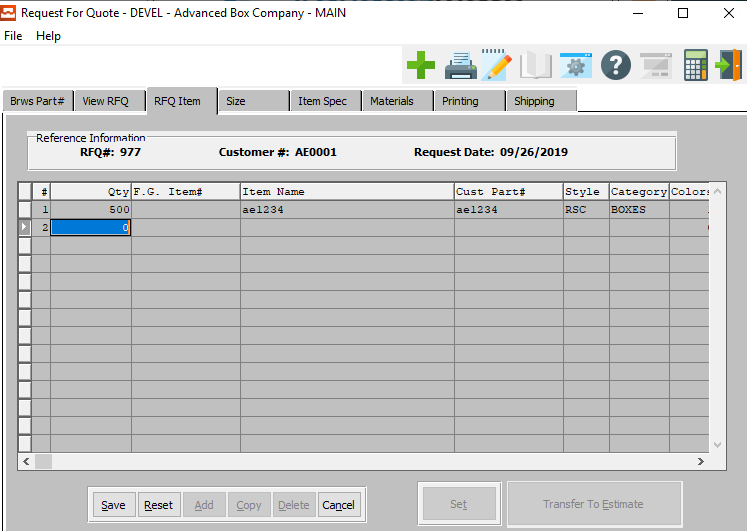 Request For Quote - DEVEL - Advanced Box Company - MAIN
File Help
Brws Part# View RFQ RFQ Item Size Item Spec Materials Printing Shipping
Reference Information
RFQ#: 977 Customer #: AE0001 Request Date: 09/26/2019
# Qty F.G. Item# Item Name Cust Part# Style Category Colors
1 500 ae1234 ae1234 RSC BOXES
2 0
Save Reset Add Copy Delete Cancel Set Transfer To Estimate